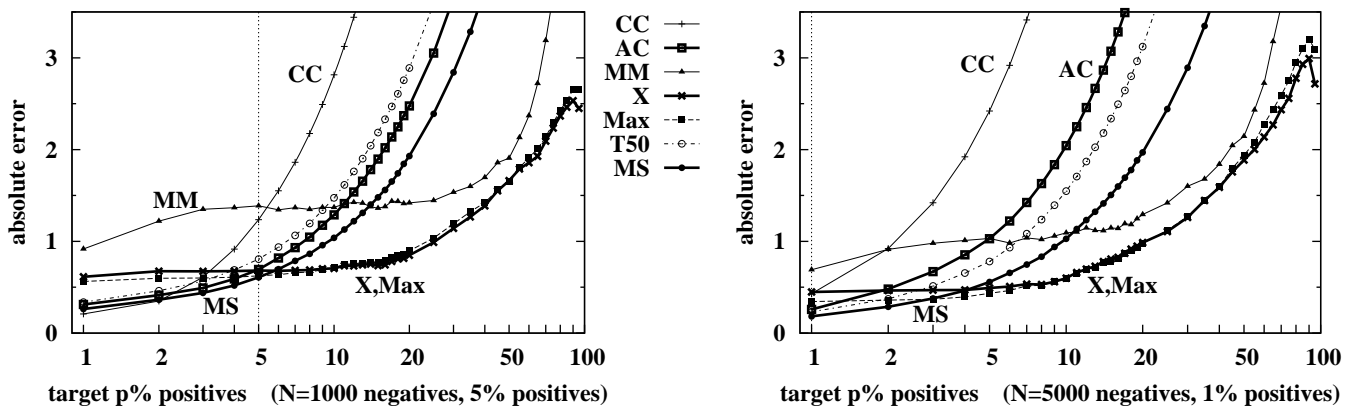 absolute error
3
2
1
0
CC
MM
MS
X,Max
1
2
5
10
20
50
100
target p% positives (N=1000 negatives, 5% positives)
CC
AC
MM
X
Max
T50
MS
absolute error
3
2
1
0
CC
AC
MM
MS
X,Max
1
2
5
10
20
50
100
target p% positives (N=5000 negatives, 1% positives)